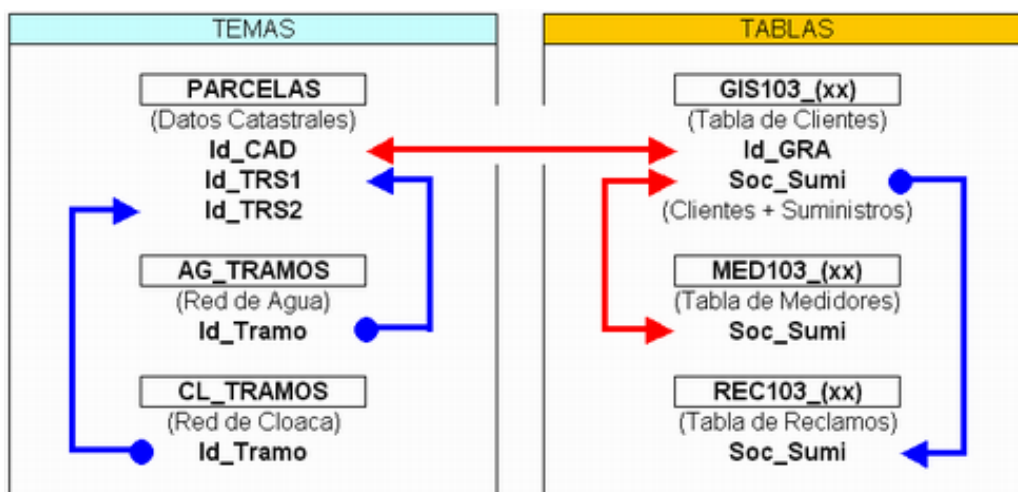 TEMAS
PARCELAS
(Datos Catastrales)
Id_CAD
Id_TRS1
Id_TRS2
AG_TRAMOS
(Red de Agua)
Id_Tramo
CL_TRAMOS
(Red de Cloaca)
Id_Tramo
TABLAS
GIS103_(xx)
(Tabla de Clientes)
Id_GRA
Soc_Sumi
(Clientes + Suministros)
MED103_(xx)
(Tabla de Medidores)
Soc_Sumi
REC103_(xx)
(Tabla de Reclamos)
Soc_Sumi